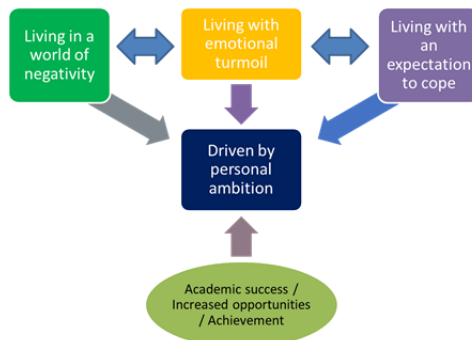 Living in a
world of
negativity
Living with
emotional
turmoil
Living with
an
expectation
to cope
Driven by
personal
ambition
Academic success /
Increased opportunities
/ Achievement